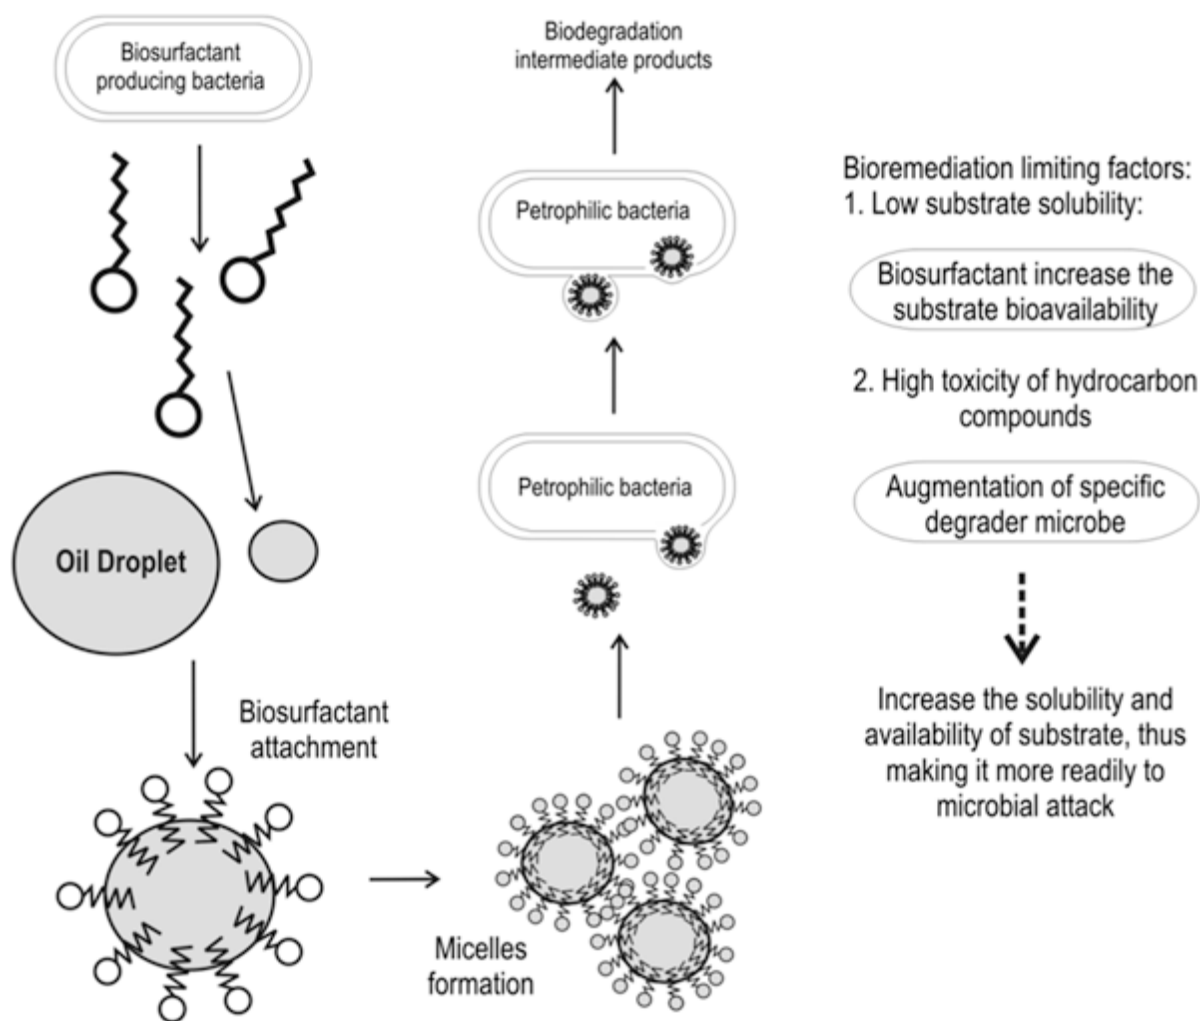 Biosurfactant
producing bacteria
Oil Droplet
Biosurfactant
attachment
Micelles
formation
Biodegradation
intermediate products
Petrophilic bacteria
Petrophilic bacteria
Bioremediation limiting factors:
1. Low substrate solubility:
Biosurfactant increase the
substrate bioavailability
2. High toxicity of hydrocarbon
compounds
Augmentation of specific
degrader microbe
Increase the solubility and
availability of substrate, thus
making it more readily to
microbial attack